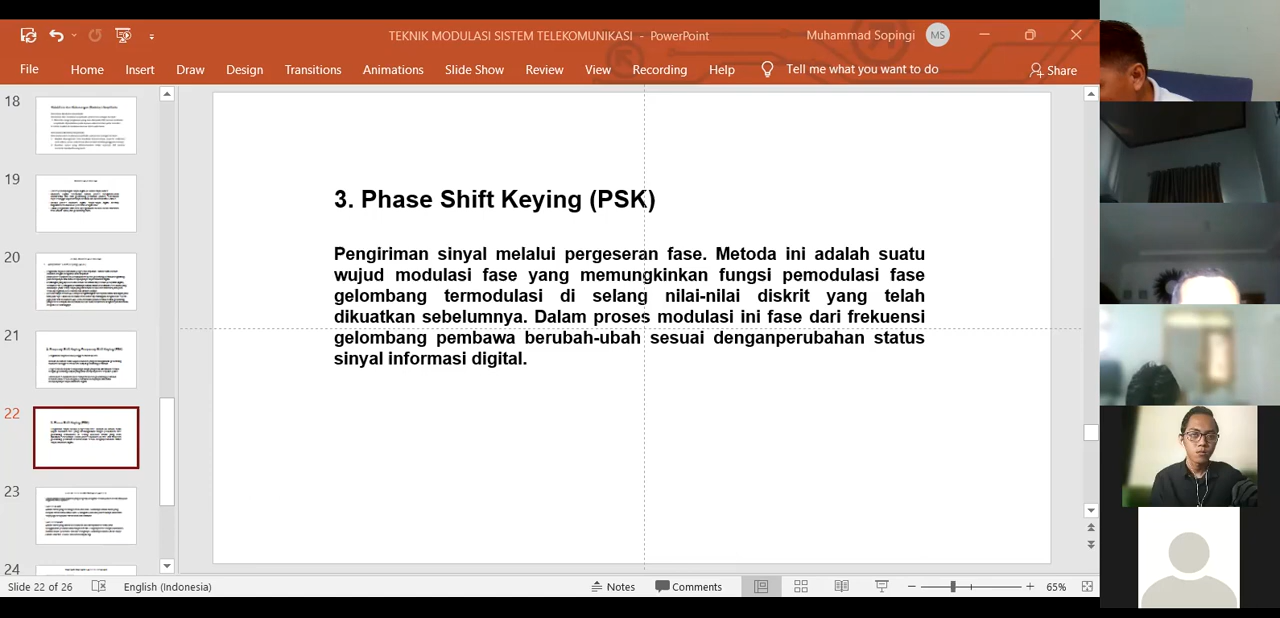 TEKNIK MODULASI SISTEM TELEKOMUNIKASI - PowerPoint
Muhammad Sopingi MS
File Home Insert Draw Design Transitions Animations Slide Show Review View Recording Help Tell me what you want to do Share
18
19
20
21
22
23
24
3. Phase Shift Keying (PSK)
Pengiriman sinyal melalui pergeseran fase. Metoda ini adalah suatu
wujud modulasi fase yang memungkinkan fungsi pemodulasi fase
gelombang termodulasi di selang nilai-nilai diskrit yang telah
dikuatkan sebelumnya. Dalam proses modulasi ini fase dari frekuensi
gelombang pembawa berubah-ubah sesuai denganperubahan status
sinyal informasi digital.
Slide 22 of 26 English (Indonesia) Notes Comments 65%